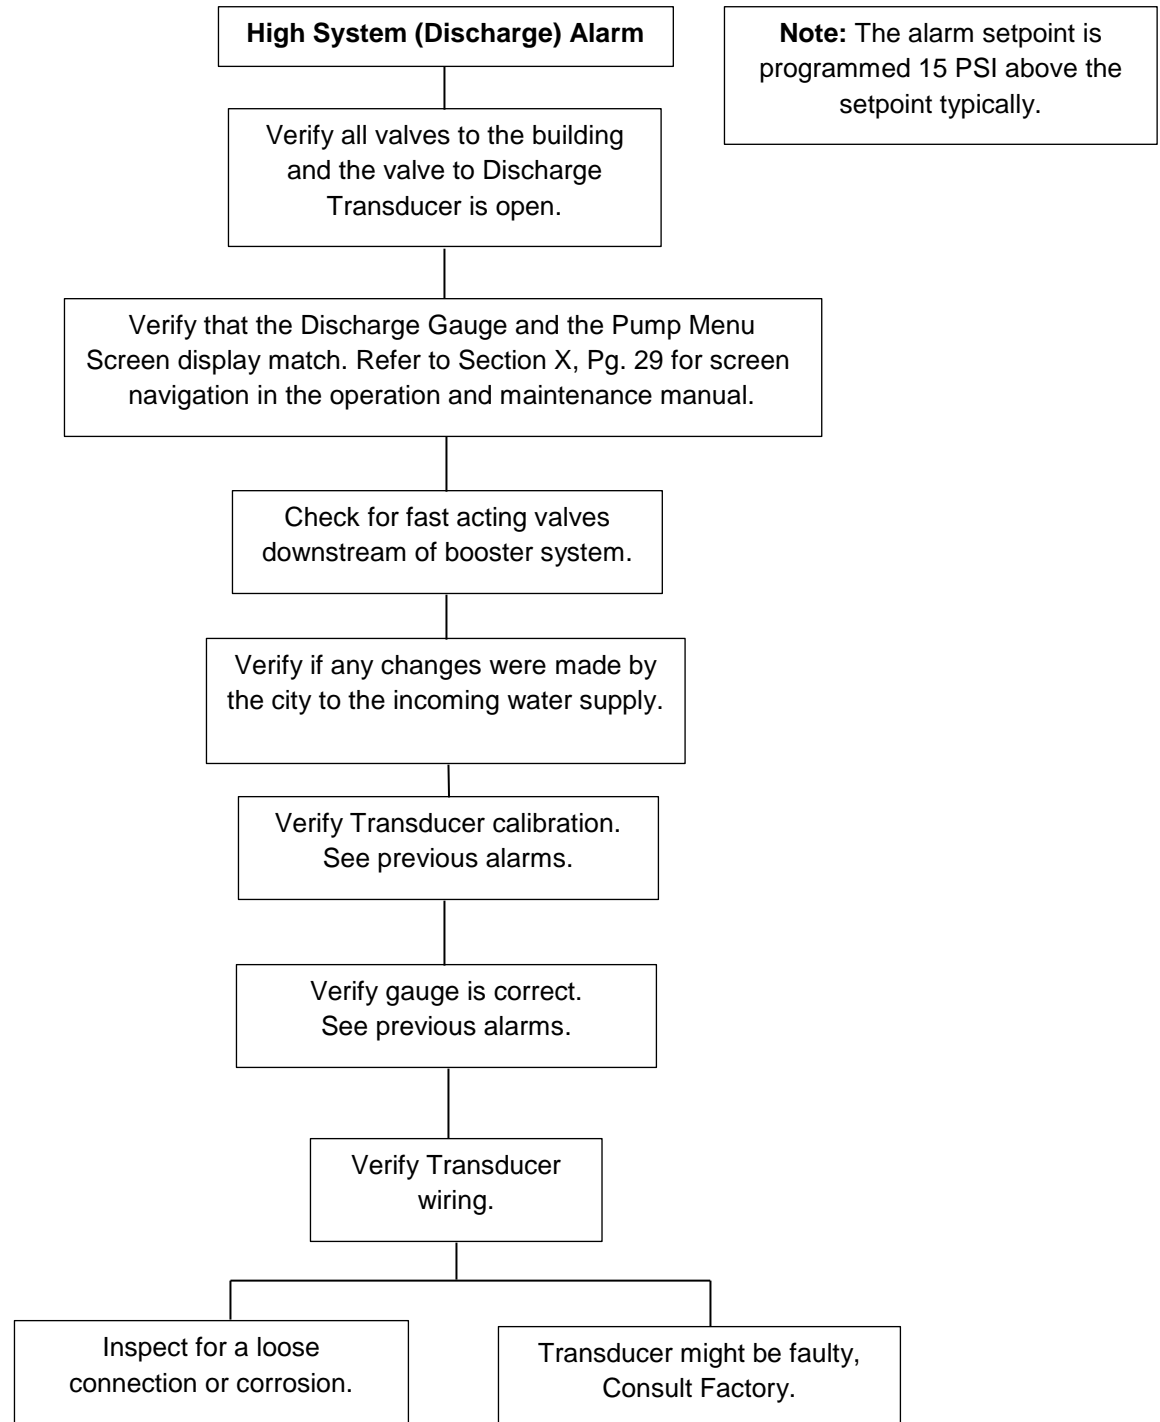 High System (Discharge) Alarm
Note: The alarm setpoint is
programmed 15 PSI above the
setpoint typically.
Verify all valves to the building
and the valve to Discharge
Transducer is open.
Verify that the Discharge Gauge and the Pump Menu
Screen display match. Refer to Section X, Pg. 29 for screen
navigation in the operation and maintenance manual.
Check for fast acting valves
downstream of booster system.
Verify if any changes were made by
the city to the incoming water supply.
Verify Transducer calibration.
See previous alarms.
Verify gauge is correct.
See previous alarms.
Verify Transducer
wiring.
Inspect for a loose
connection or corrosion.
Transducer might be faulty,
Consult Factory.